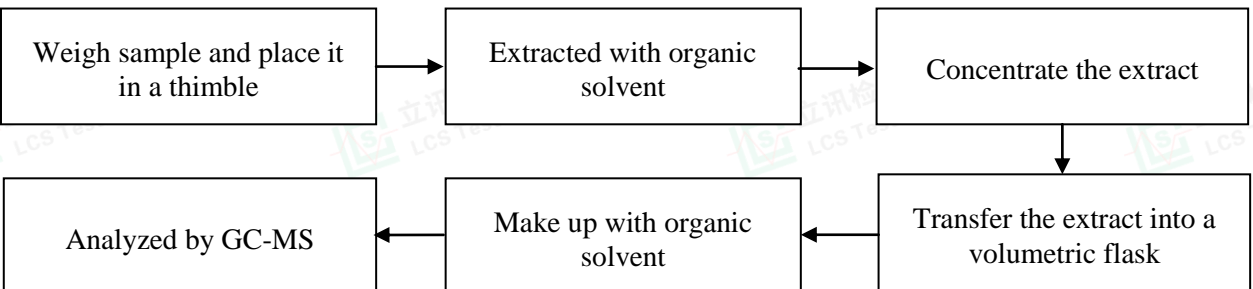 Weigh sample and place it
in a thimble
Extracted with organic
solvent
Concentrate the extract
Transfer the extract into a
volumetric flask
Make up with organic
solvent
Analyzed by GC-MS